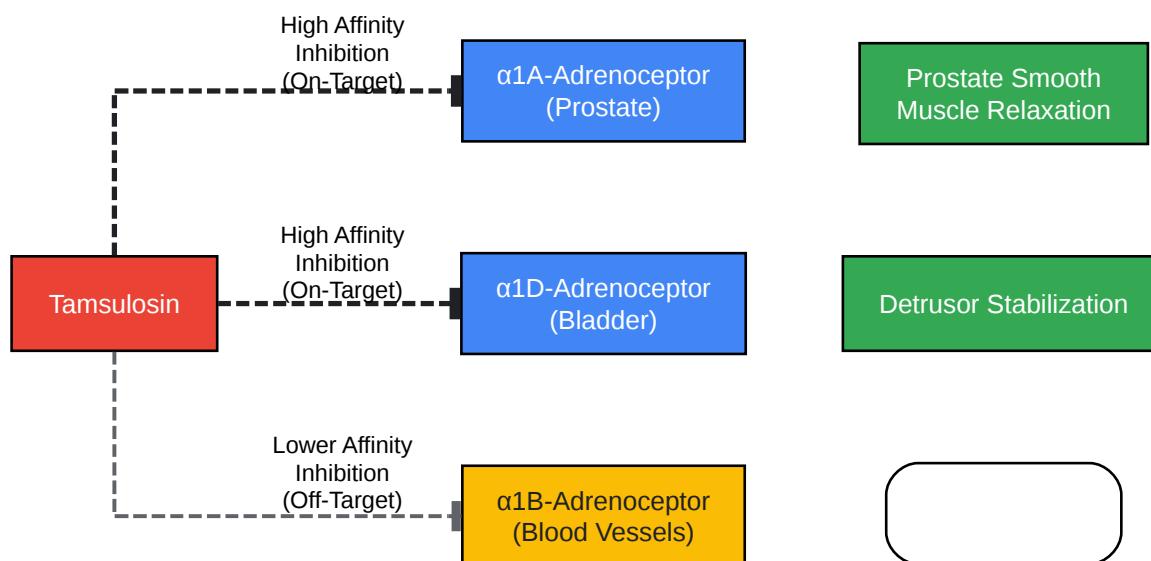 High Affinity
Inhibition
(On-Target)
α1A-Adrenoceptor
(Prostate)
Prostate Smooth
Muscle Relaxation
Tamsulosin
High Affinity
Inhibition
(On-Target)
α1D-Adrenoceptor
(Bladder)
Detrusor Stabilization
Lower Affinity
Inhibition
(Off-Target)
α1B-Adrenoceptor
(Blood Vessels)